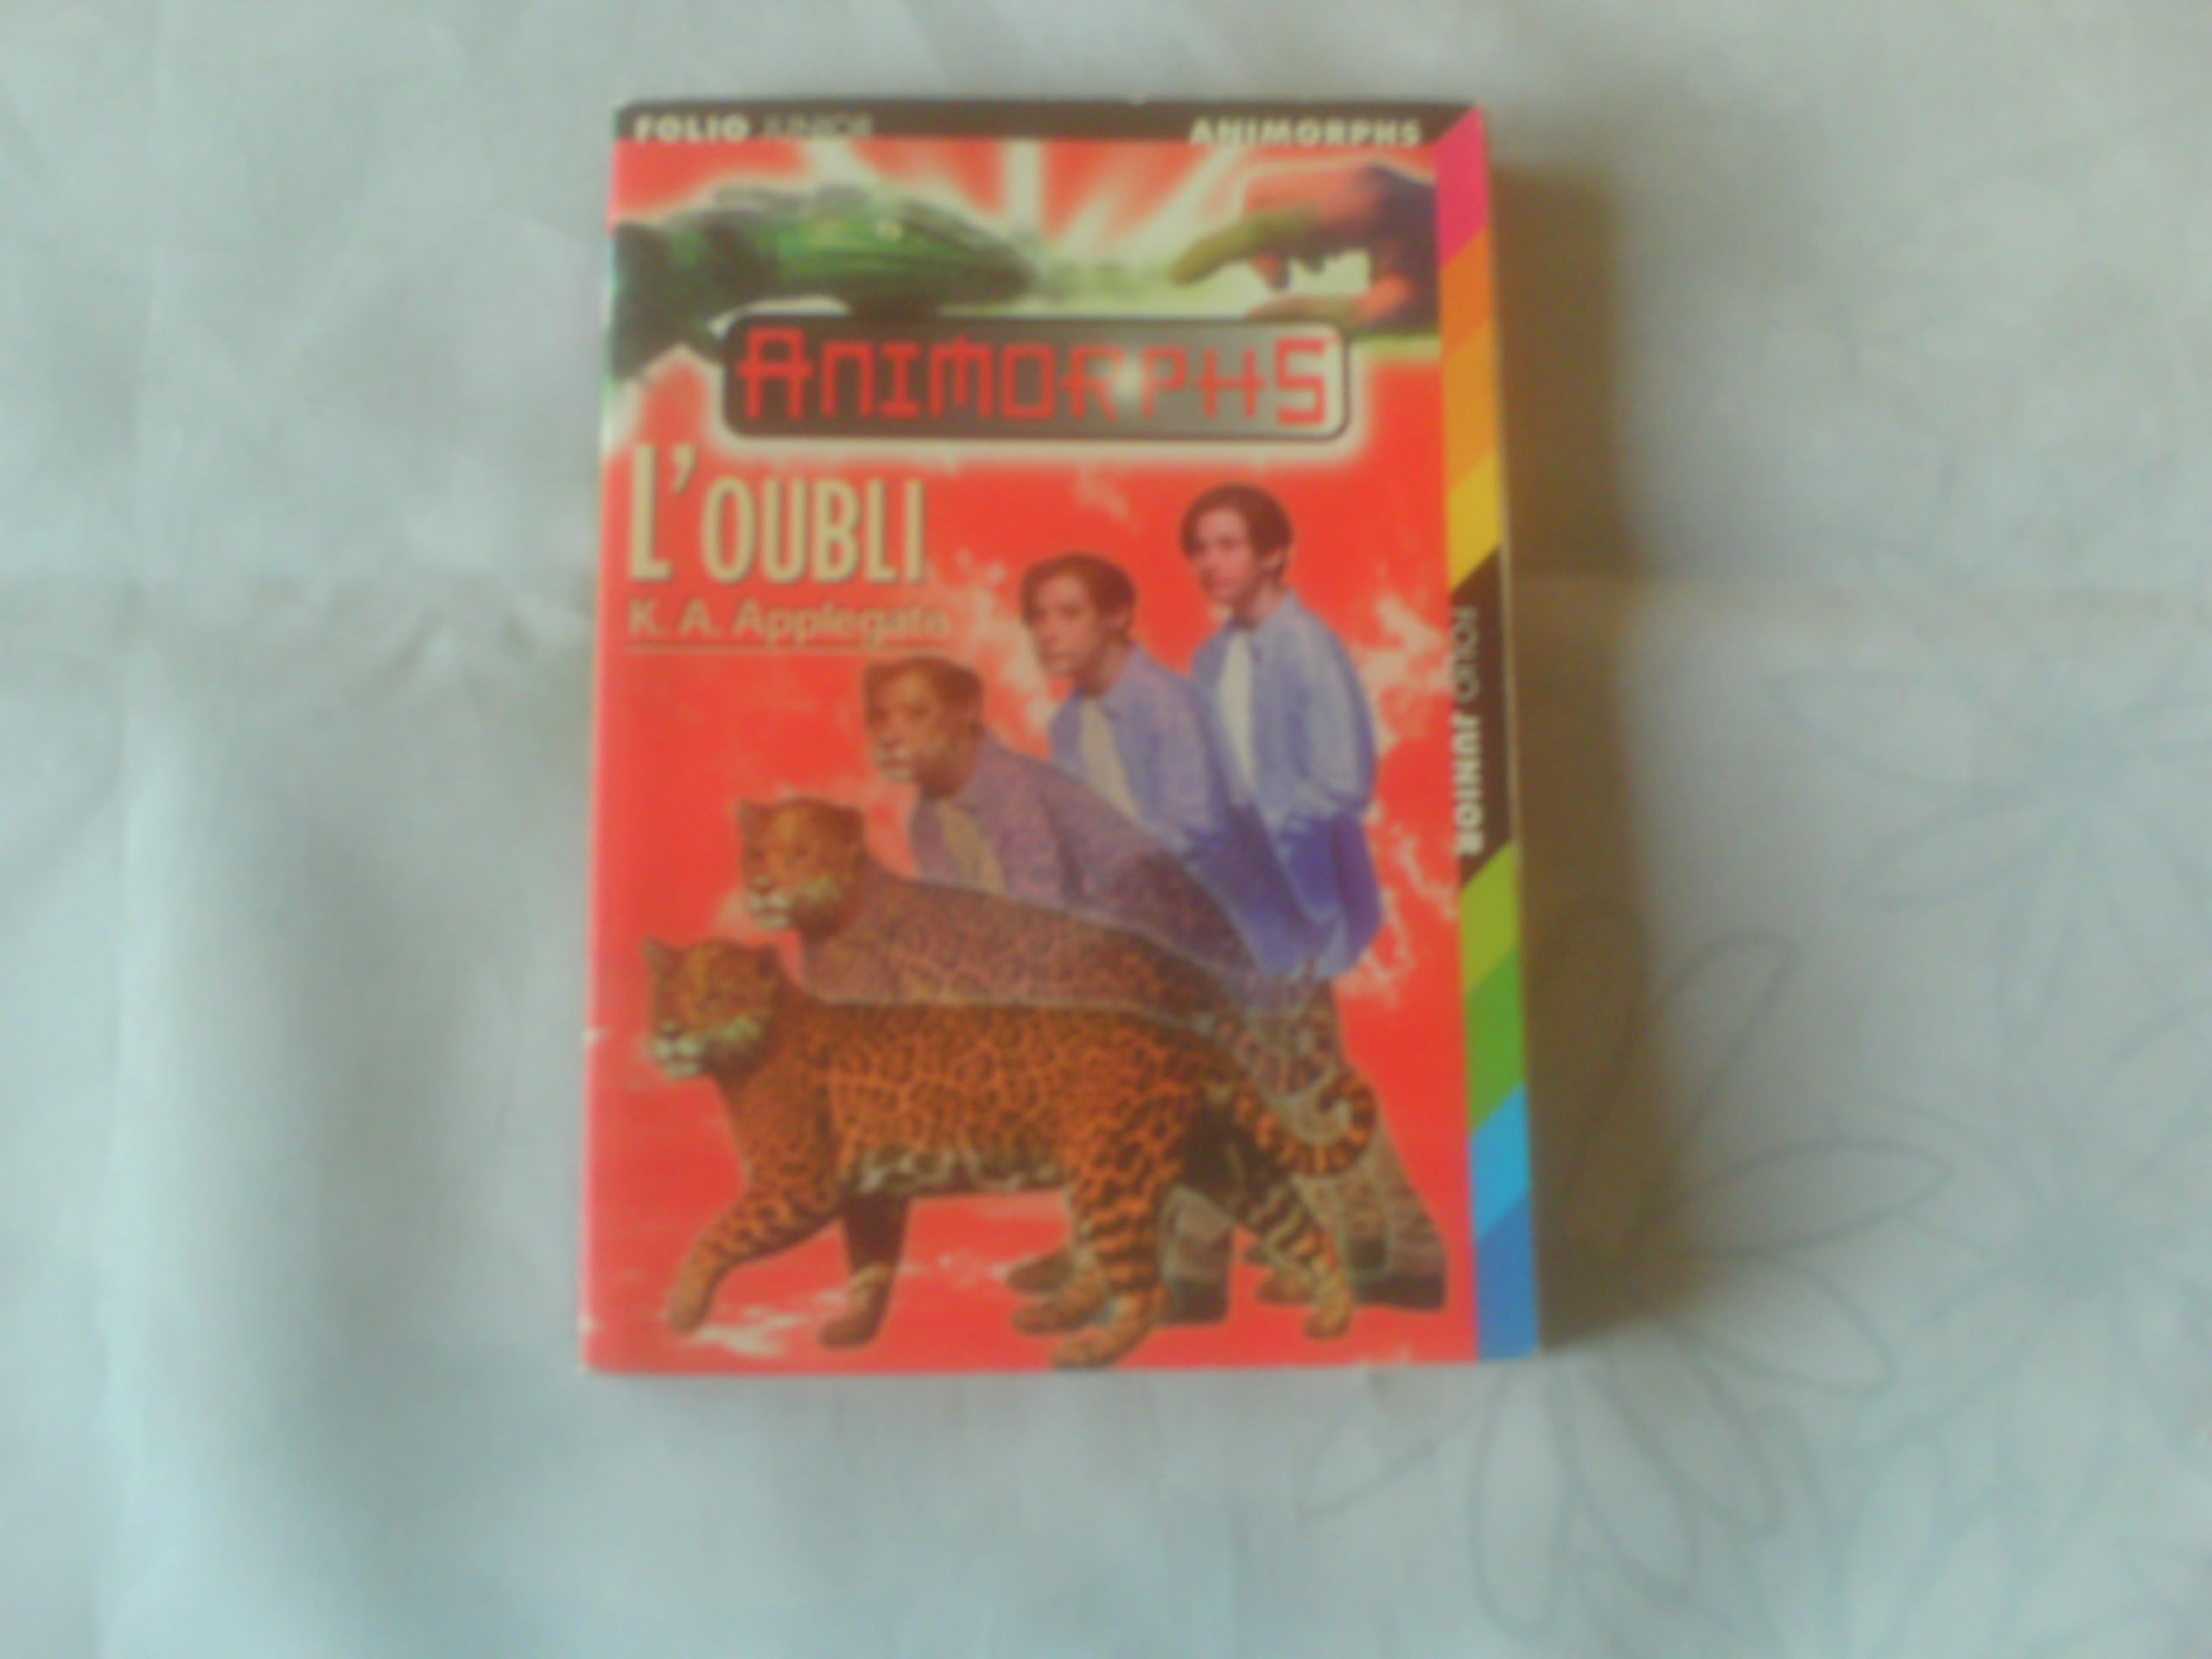 FOLIO JUNIOR
ANIMORPHS
ANIMORPHS
L'OUBLI
K. A. Applegate
FOLIO JUNIOR